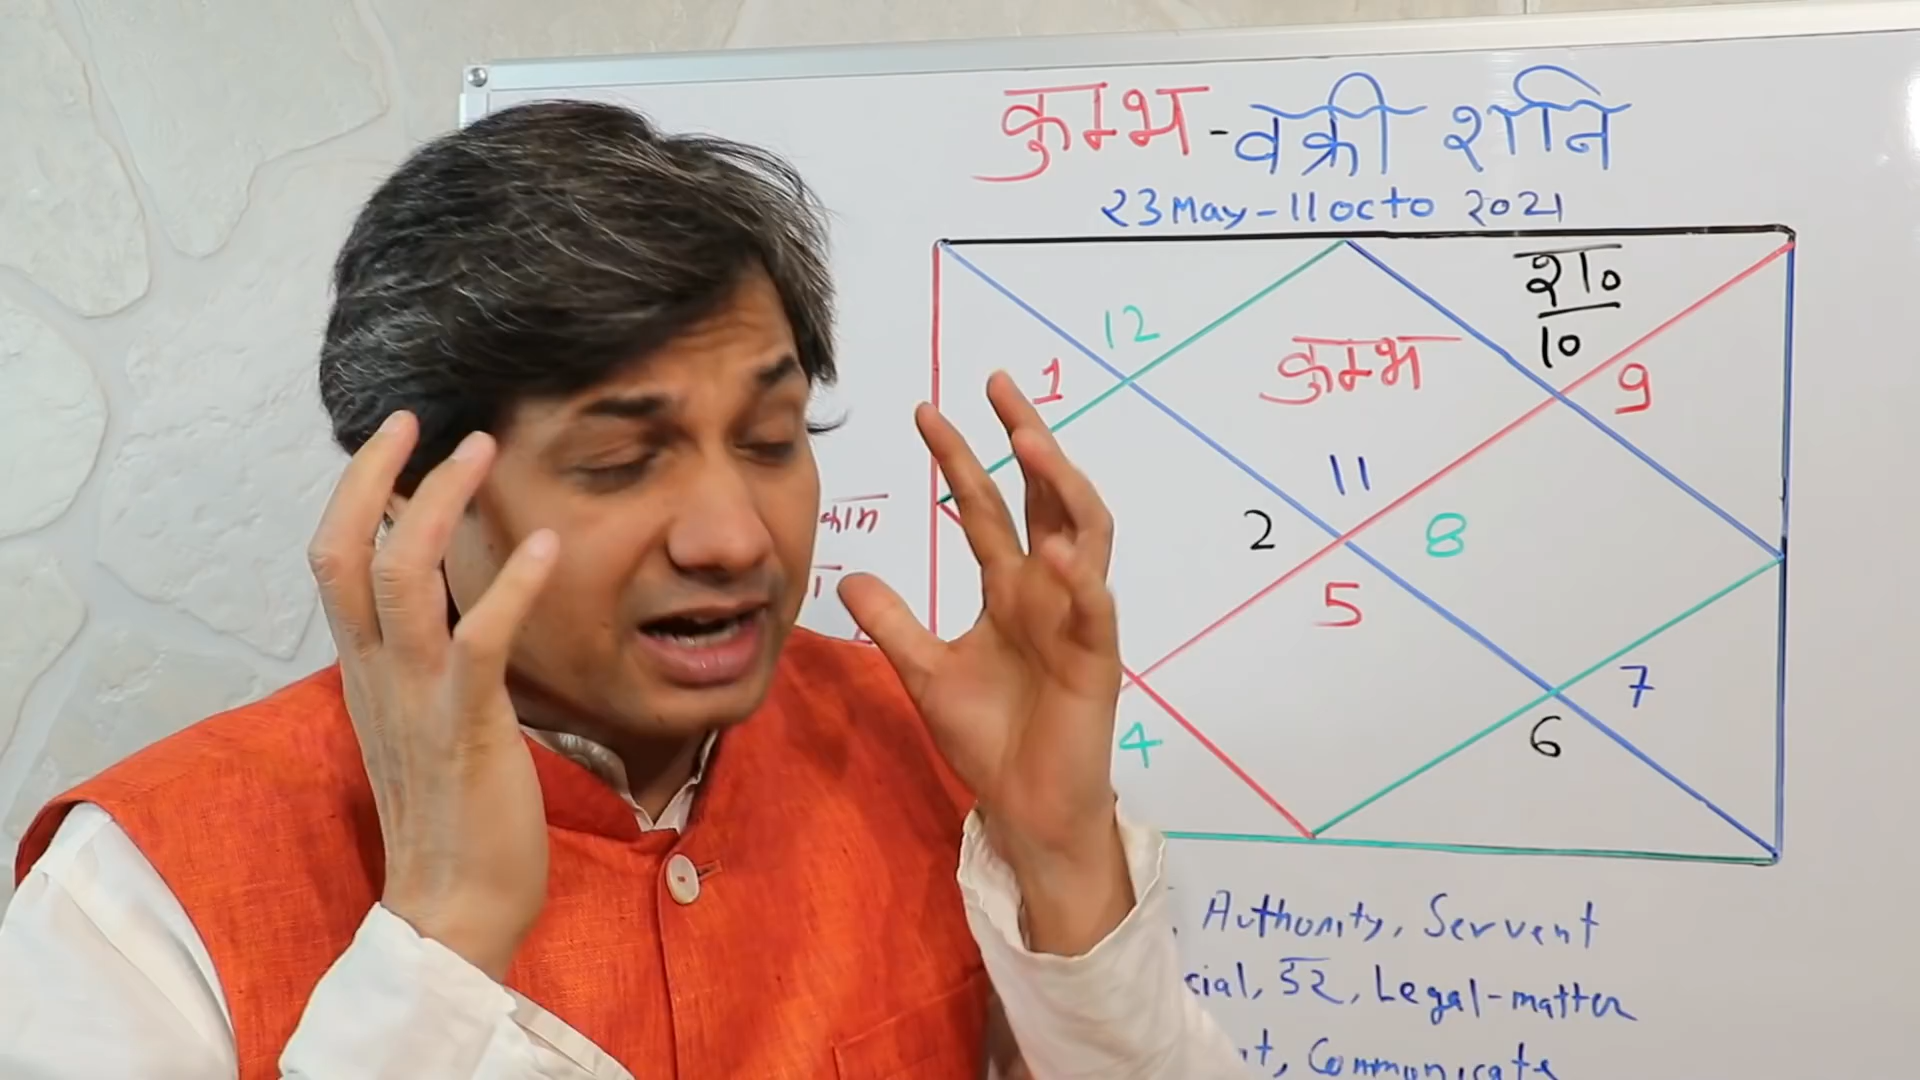 कुम्भ - वक्री शनि
23 May - 11 octo 2021
श०
12
10
कुम्भ
1
9
11
काम
2
8
5
7
4
6
Authority, Servent
डर, Legal-matter
Communicate